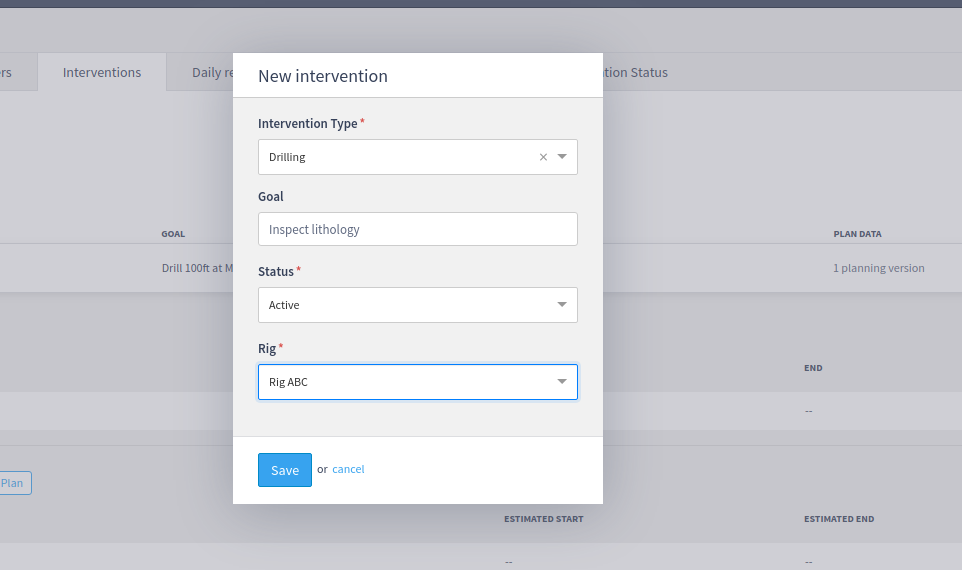 rs
Interventions
Daily re
New intervention
tion Status
Intervention Type *
Drilling
Goal
Inspect lithology
GOAL
PLAN DATA
Drill 100ft at M
1 planning version
Status *
Active
Rig *
Rig ABC
END
--
Save or cancel
Plan
ESTIMATED START
ESTIMATED END
--
--